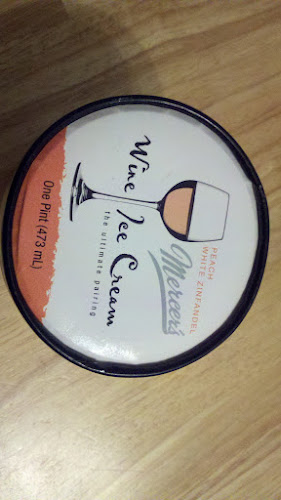 PEACH
WHITE ZINFANDEL
Mercer's
Wine Ice Cream
the ultimate pairing
One Pint (473 mL)